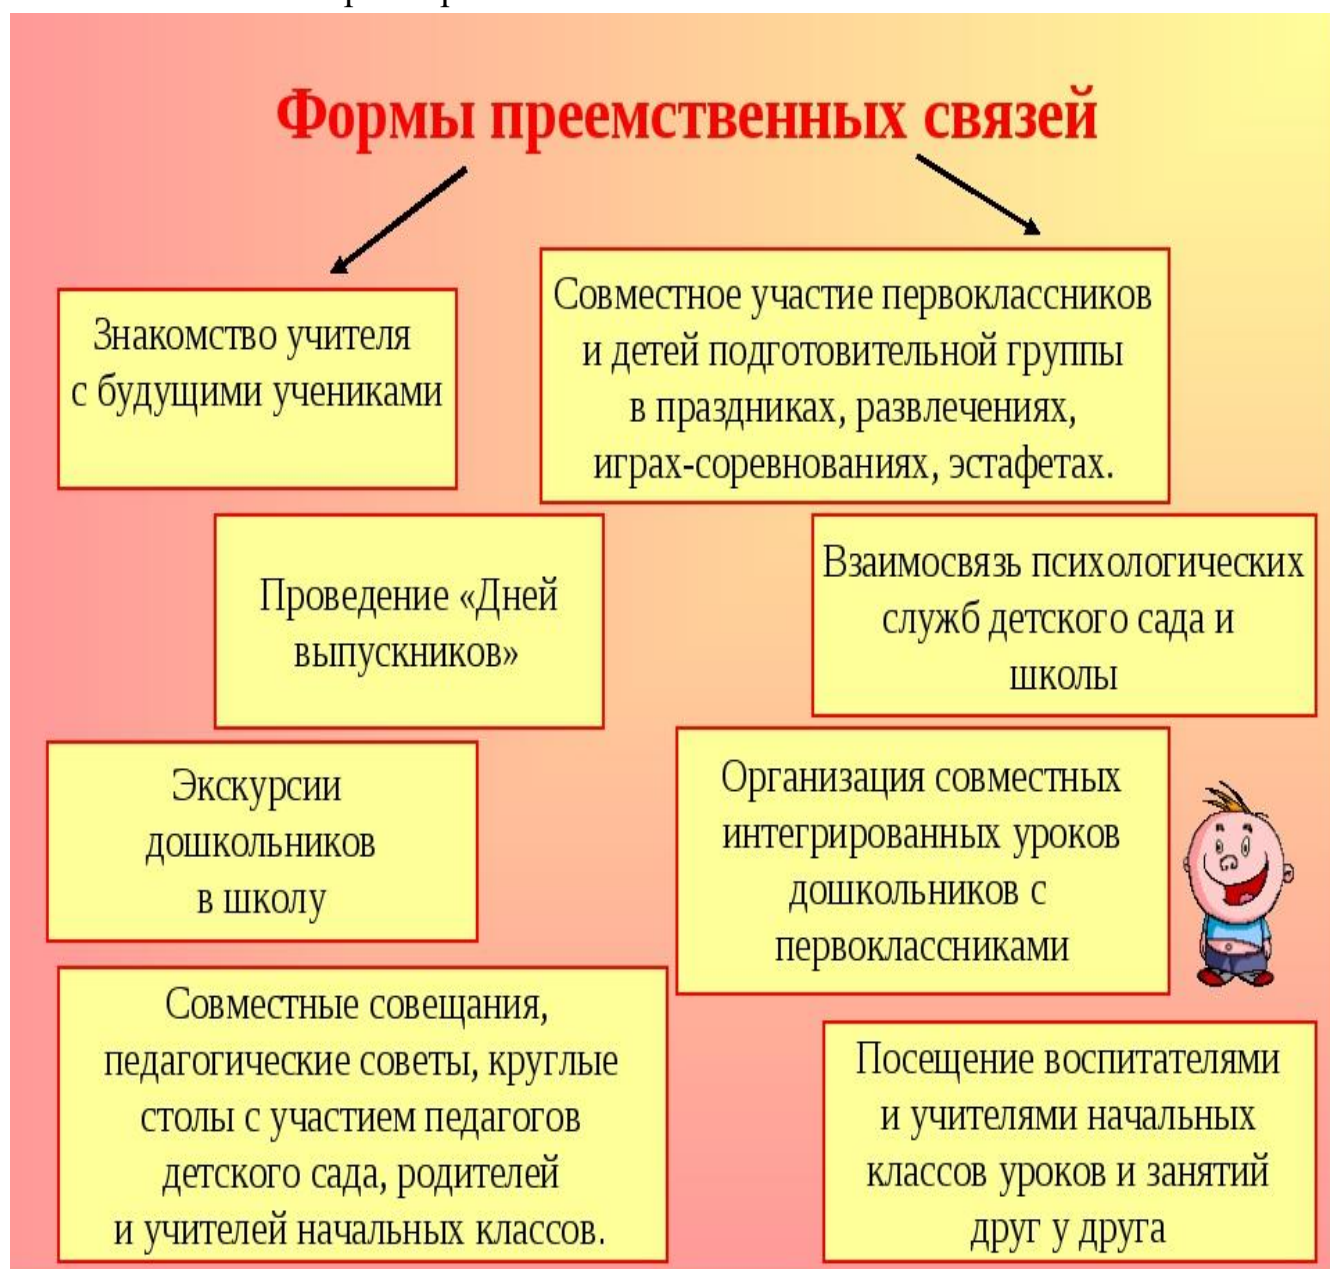 Формы преемственных связей
Знакомство учителя
с будущими учениками
Совместное участие первоклассников
и детей подготовительной группы
в праздниках, развлечениях,
играх-соревнованиях, эстафетах.
Проведение «Дней
выпускников»
Взаимосвязь психологических
служб детского сада и
школы
Экскурсии
дошкольников
в школу
Организация совместных
интегрированных уроков
дошкольников с
первоклассниками
Совместные совещания,
педагогические советы, круглые
столы с участием педагогов
детского сада, родителей
и учителей начальных классов.
Посещение воспитателями
и учителями начальных
классов уроков и занятий
друг у друга